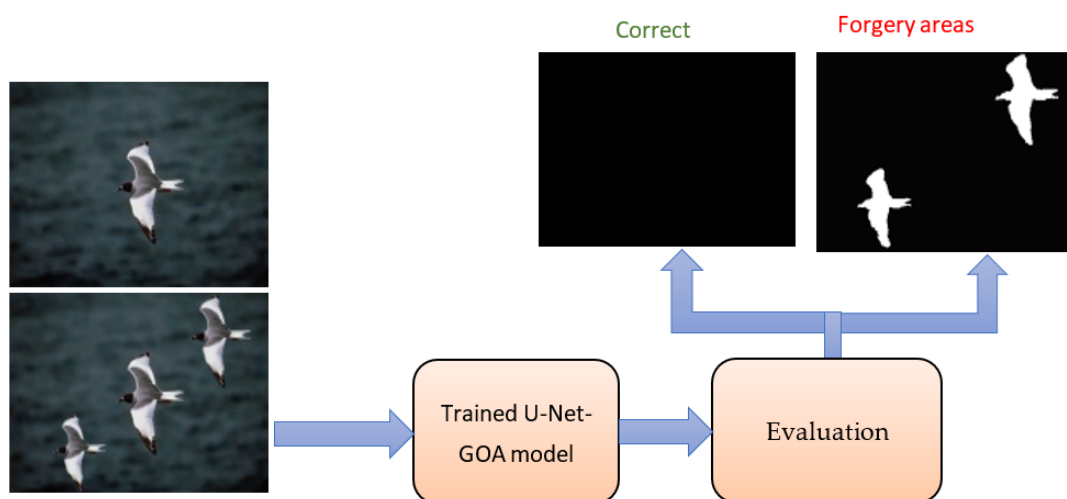 Correct
Forgery areas
Trained U-Net-
GOA model
Evaluation